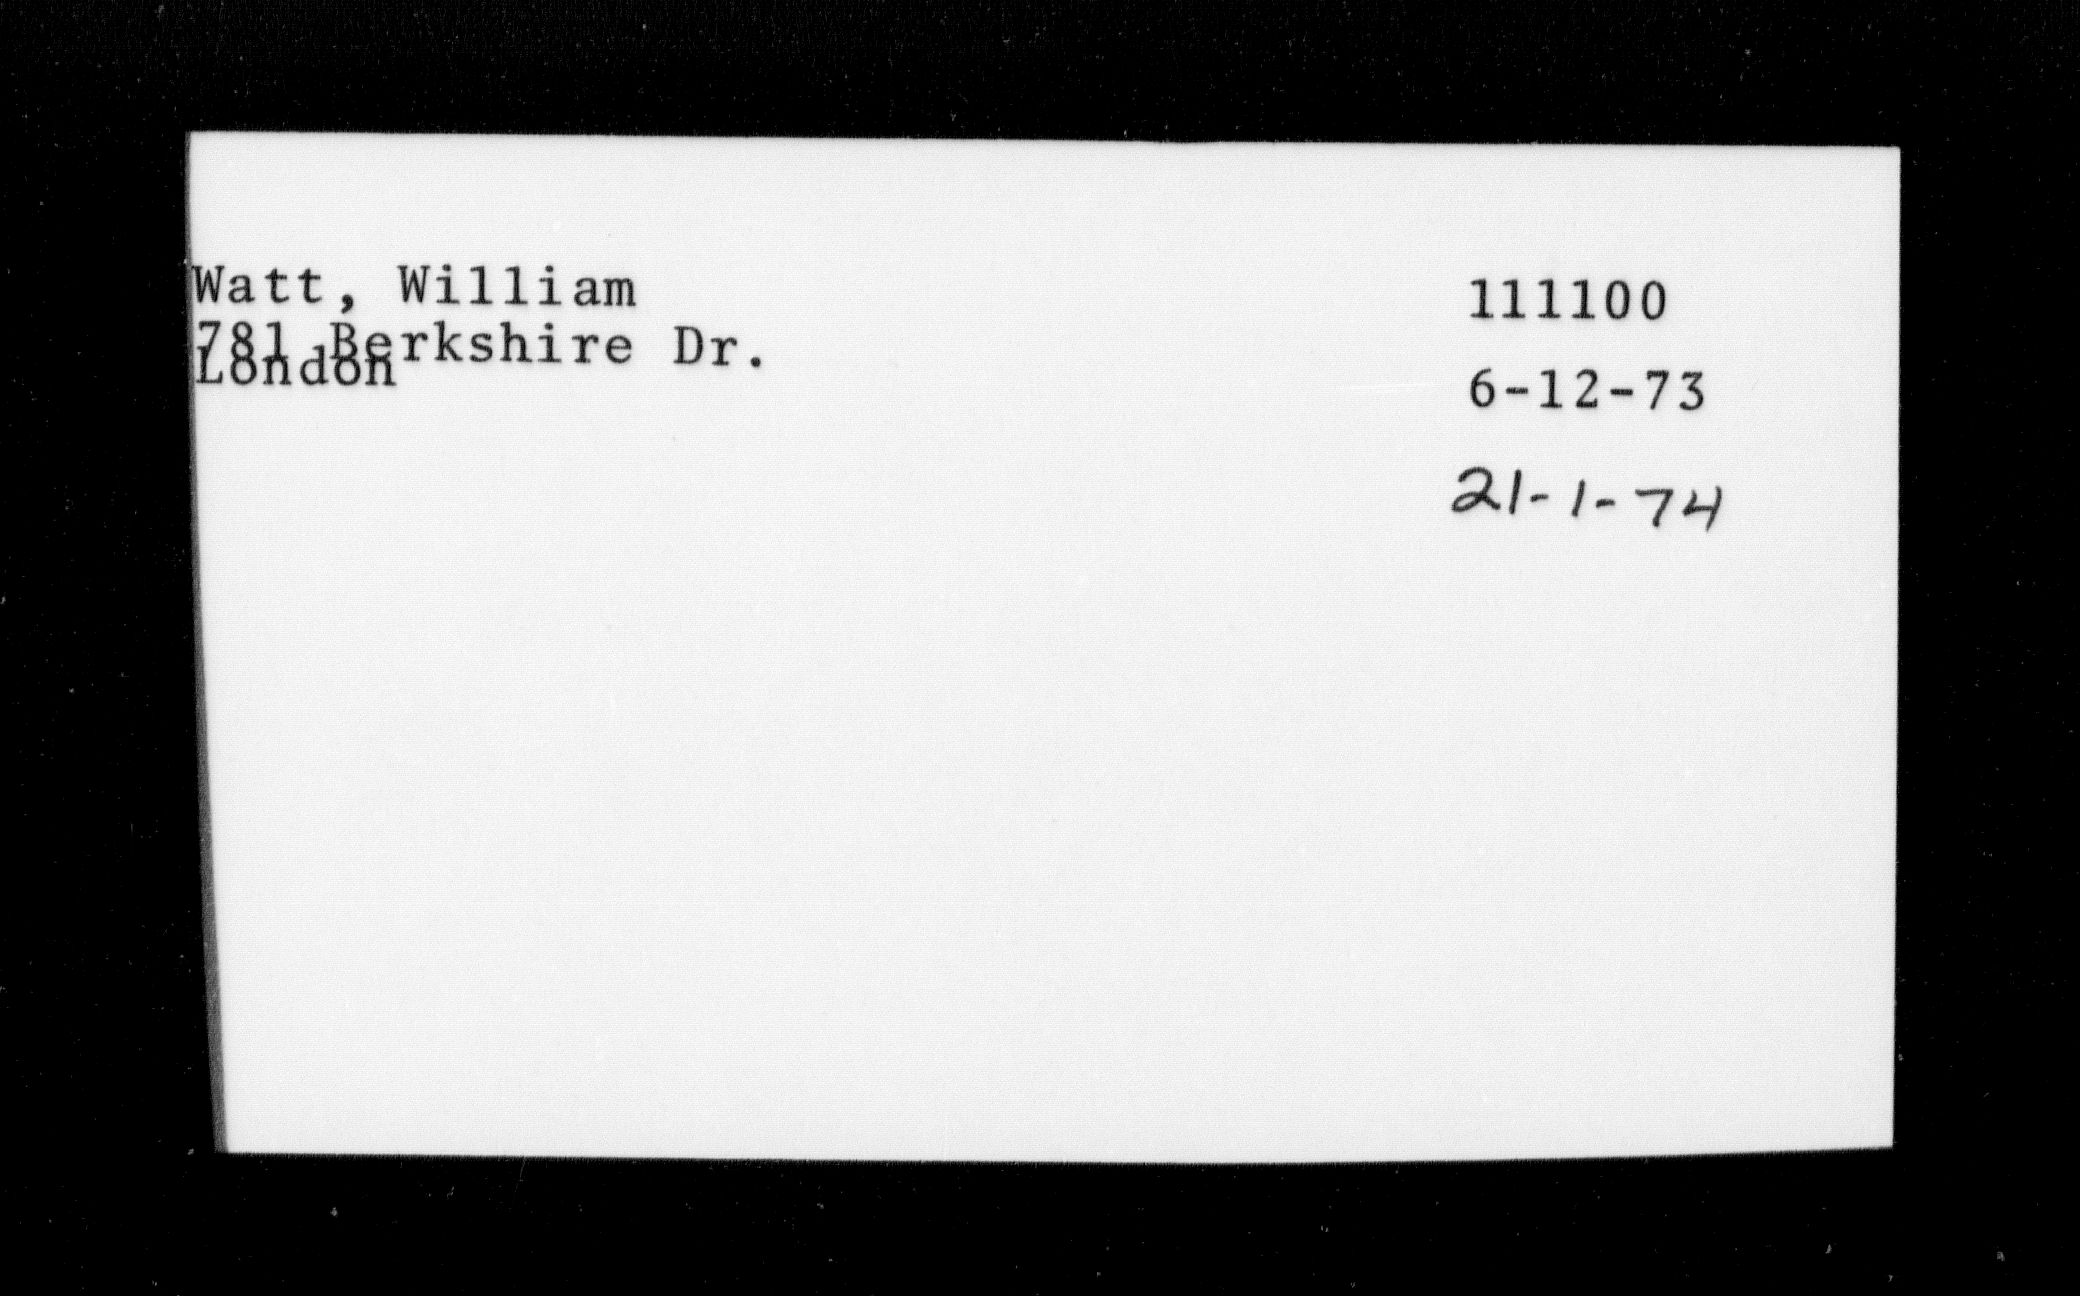 Watt, William
781 Berkshire Dr.
London
111100
6-12-73
21-1-74